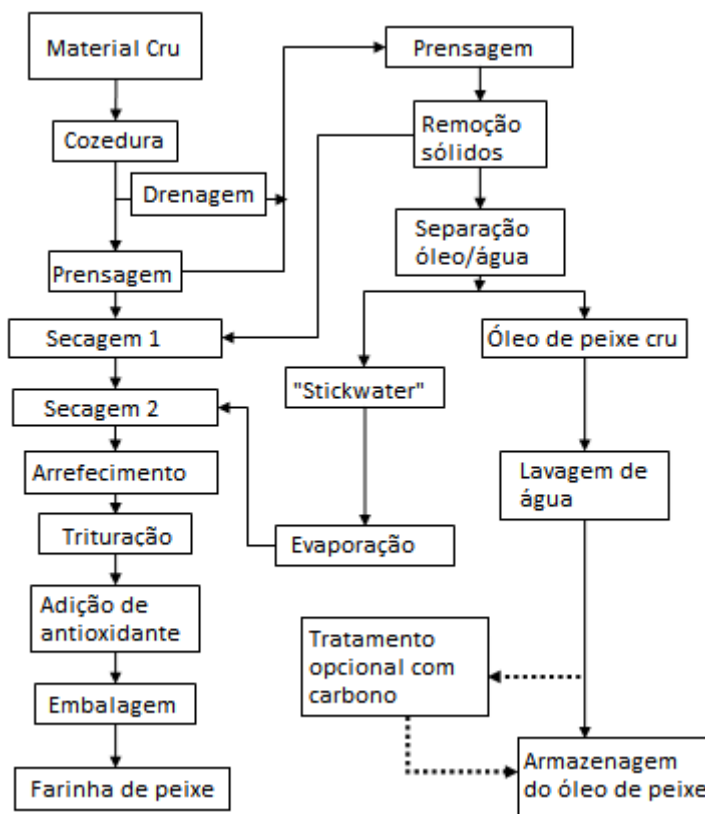 Material Cru
Cozedura
Drenagem
Prensagem
Secagem 1
Secagem 2
Arrefecimento
Trituração
Adição de
antioxidante
Embalagem
Farinha de peixe
Prensagem
Remoção
sólidos
Separação
óleo/água
"Stickwater"
Evaporação
Óleo de peixe cru
Lavagem de
água
Tratamento
opcional com
carbono
Armazenagem
do óleo de peixe